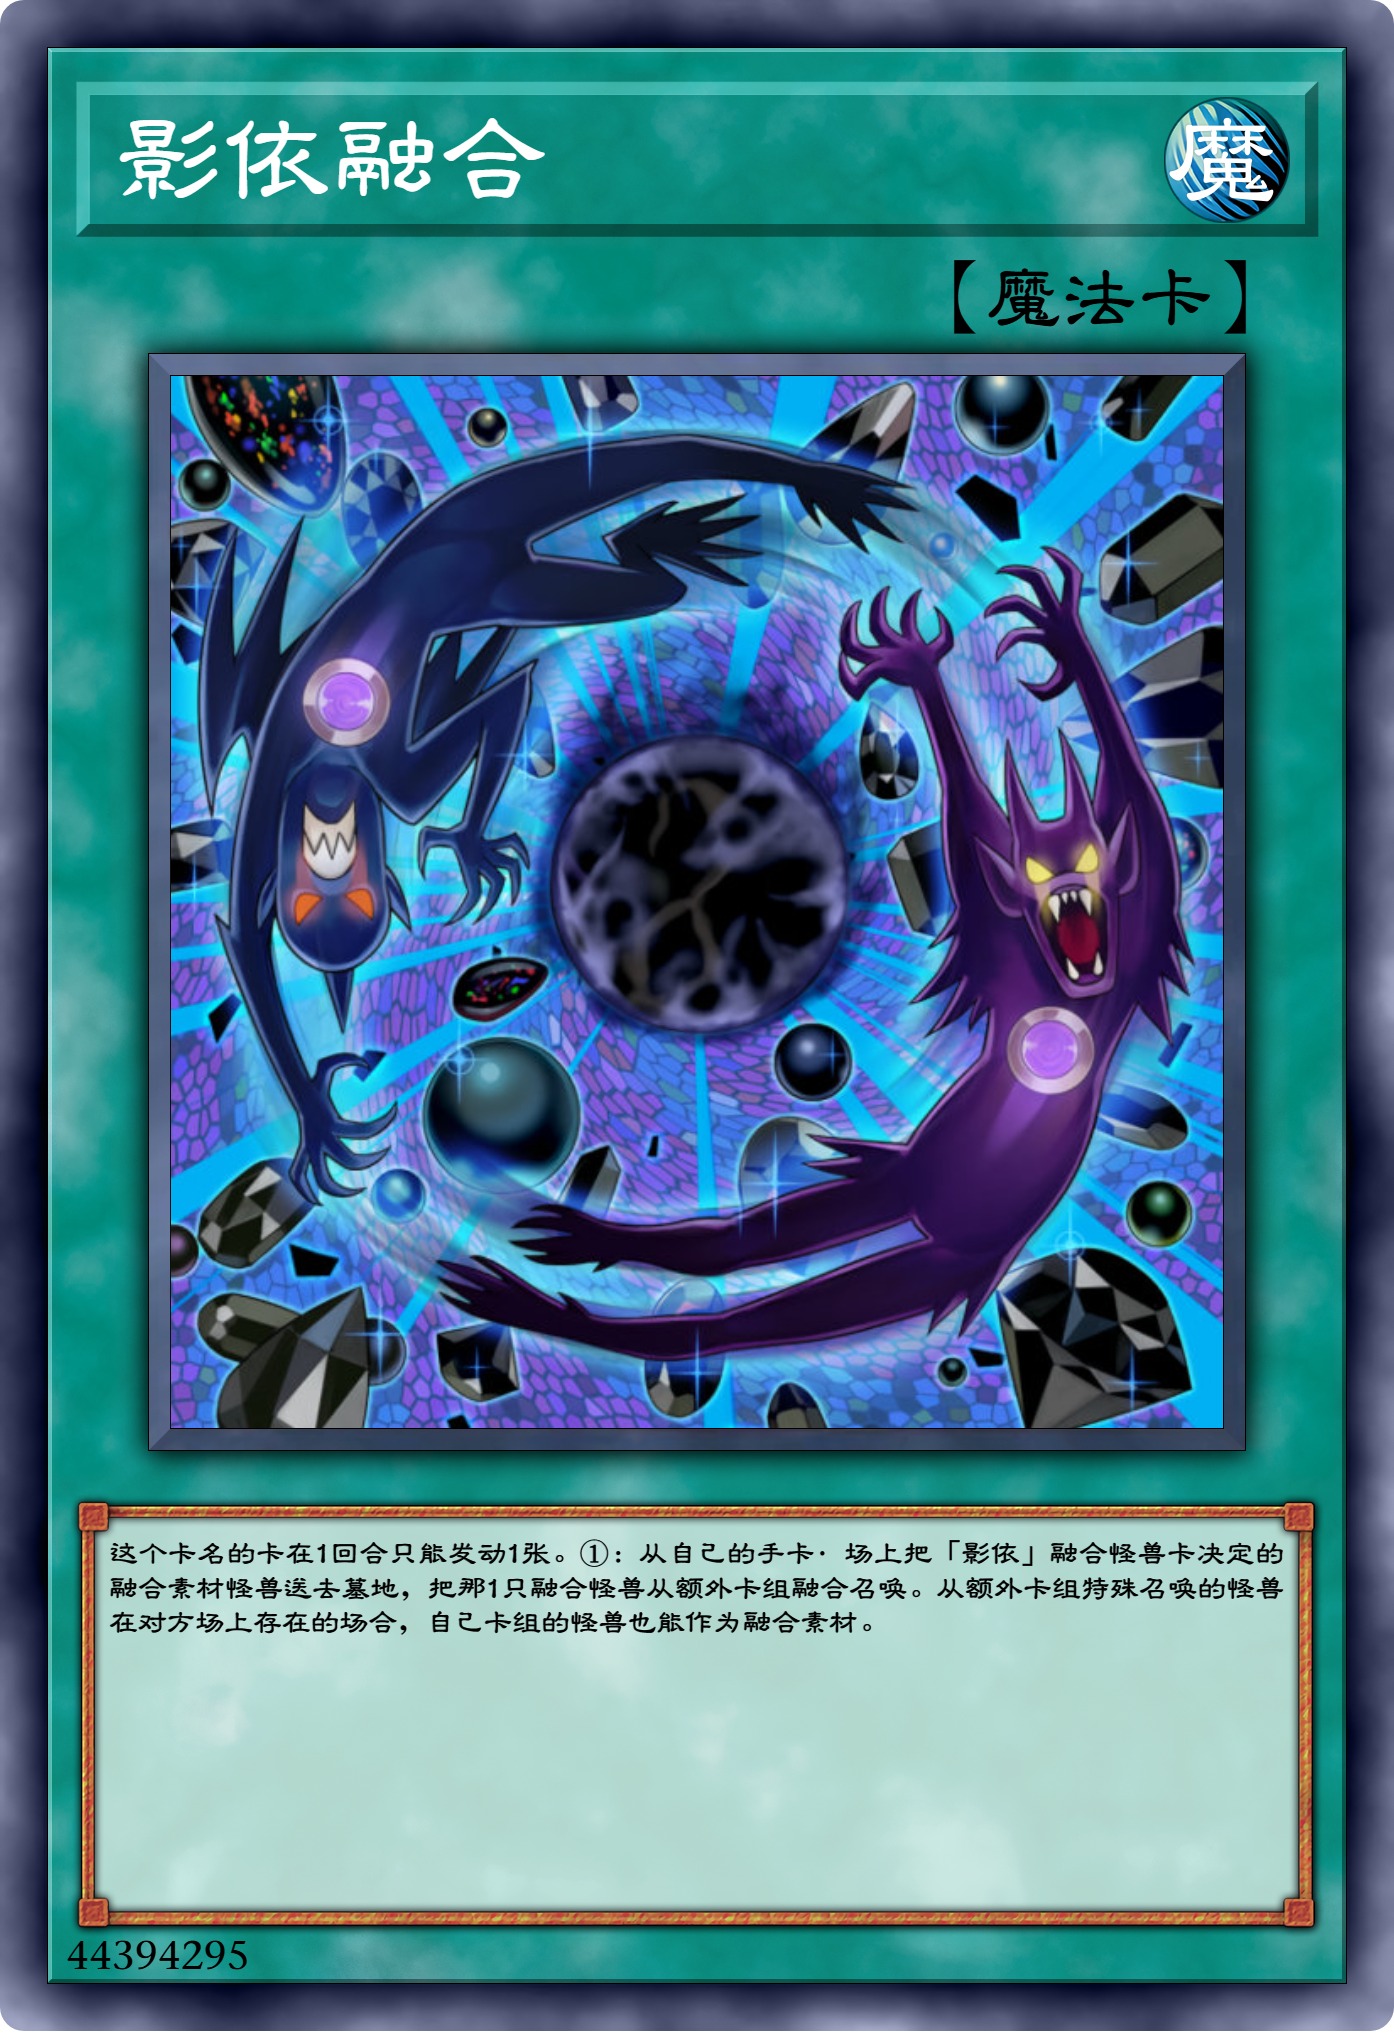 影依融合
魔
【魔法卡】
这个卡名的卡在1回合只能发动1张。①：从自己的手卡·场上把「影依」融合怪兽卡决定的
融合素材怪兽送去墓地，把那1只融合怪兽从额外卡组融合召唤。从额外卡组特殊召唤的怪兽
在对方场上存在的场合，自己卡组的怪兽也能作为融合素材。
44394295